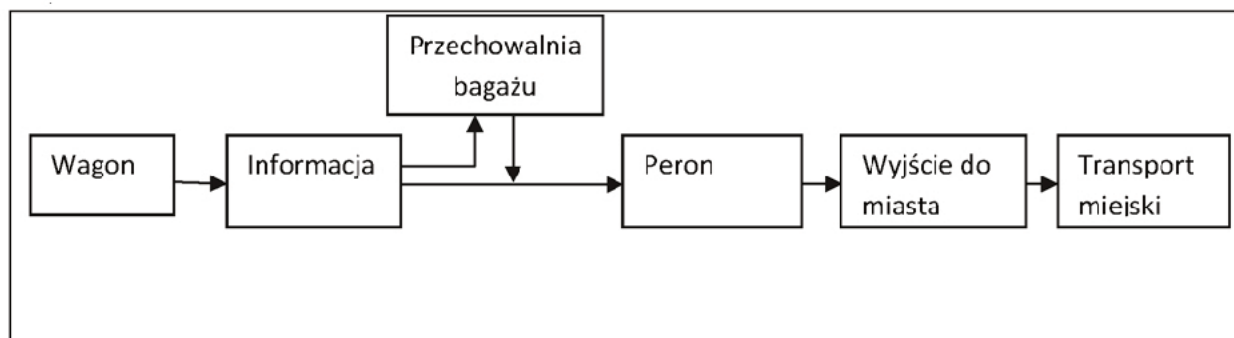 Przechowalnia
bagażu
Wagon
Informacja
Peron
Wyjście do
miasta
Transport
miejski